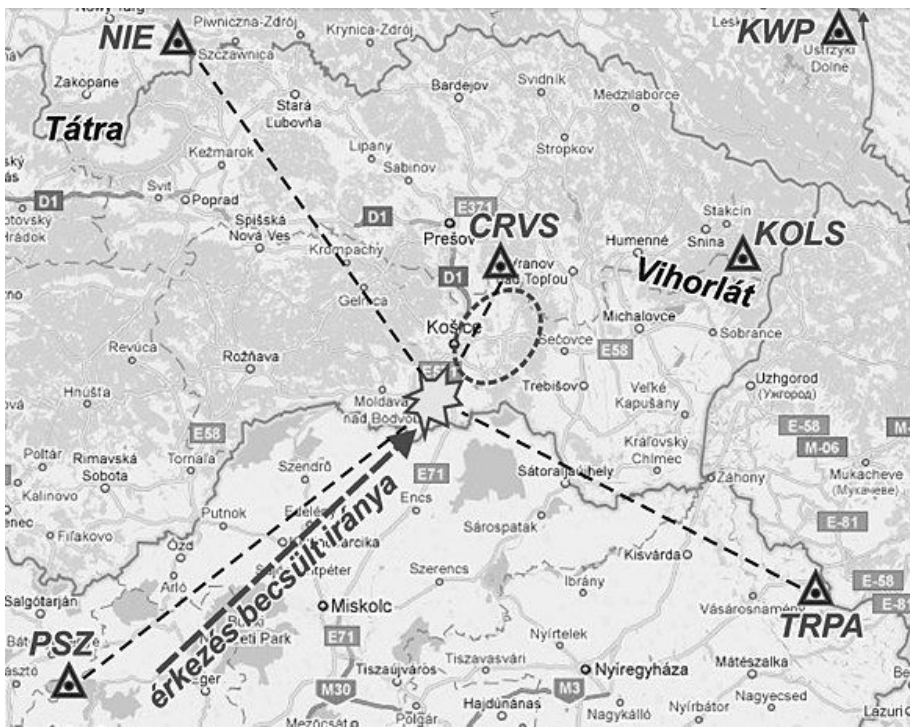 NIE
Piwniczna-Zdrój
Krynica-Zdrój
KWP
Szczawnica
Ustrzyki
Dolne
Zakopane
Stará
Ľubovňa
Bardejov
Svidník
Medzilaborce
Tátra
Kežmarok
Lipany
Sabinov
Stropkov
D1
Svit
Poprad
Spišská
Nová Ves
D1
E371
Prešov
CRVS
Stakčín
Snina
KOLS
Humenné
Krompachy
D1
Vranov
nad Topľou
Vihorlát
Gelnica
Košice
Michalovce
Sobrance
Sečovce
E58
Revúca
Rožňava
Trebišov
Uzhgorod
(Ужгород)
Hnúšťa
Moldava
nad Bodvou
Veľké
Kapušany
E58
E-58
M-06
Poltár
Rimavská
Sobota
Tornaľa
Szendrő
E71
Sátoraljaújhely
Kráľovský
Chlmec
Záhony
Mukacheve
(Мукачеве)
Kalinovo
Encs
Fiľakovo
Putnok
Edelény
Sárospatak
E-81
Ózd
Kisvárda
Arló
Szerencs
Ibrány
E-58
E-81
Salgótarján
Miskolc
Vásárosnamény
TRPA
érkezés becsült iránya
PSZ
E71
Nyírtelek
Tiszaújváros
Tiszavasvári
Nyíregyháza
Mátészalka
Eger
M30
M3
Hajdúnánás
Nyírbátor
Nagyecsed
Mezőcsát
Polgár
Nagykálló